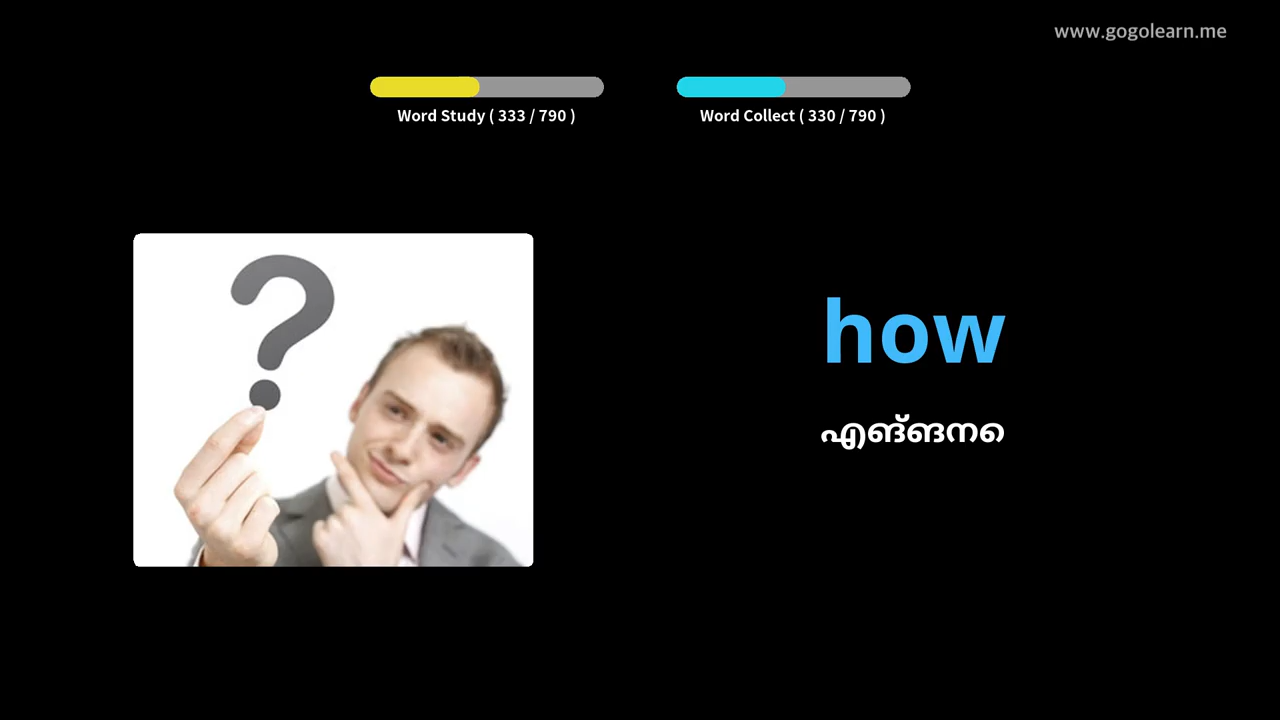 www.gogolearn.me
Word Study ( 333 / 790 )
Word Collect ( 330 / 790 )
?
how
എങ്ങനെ